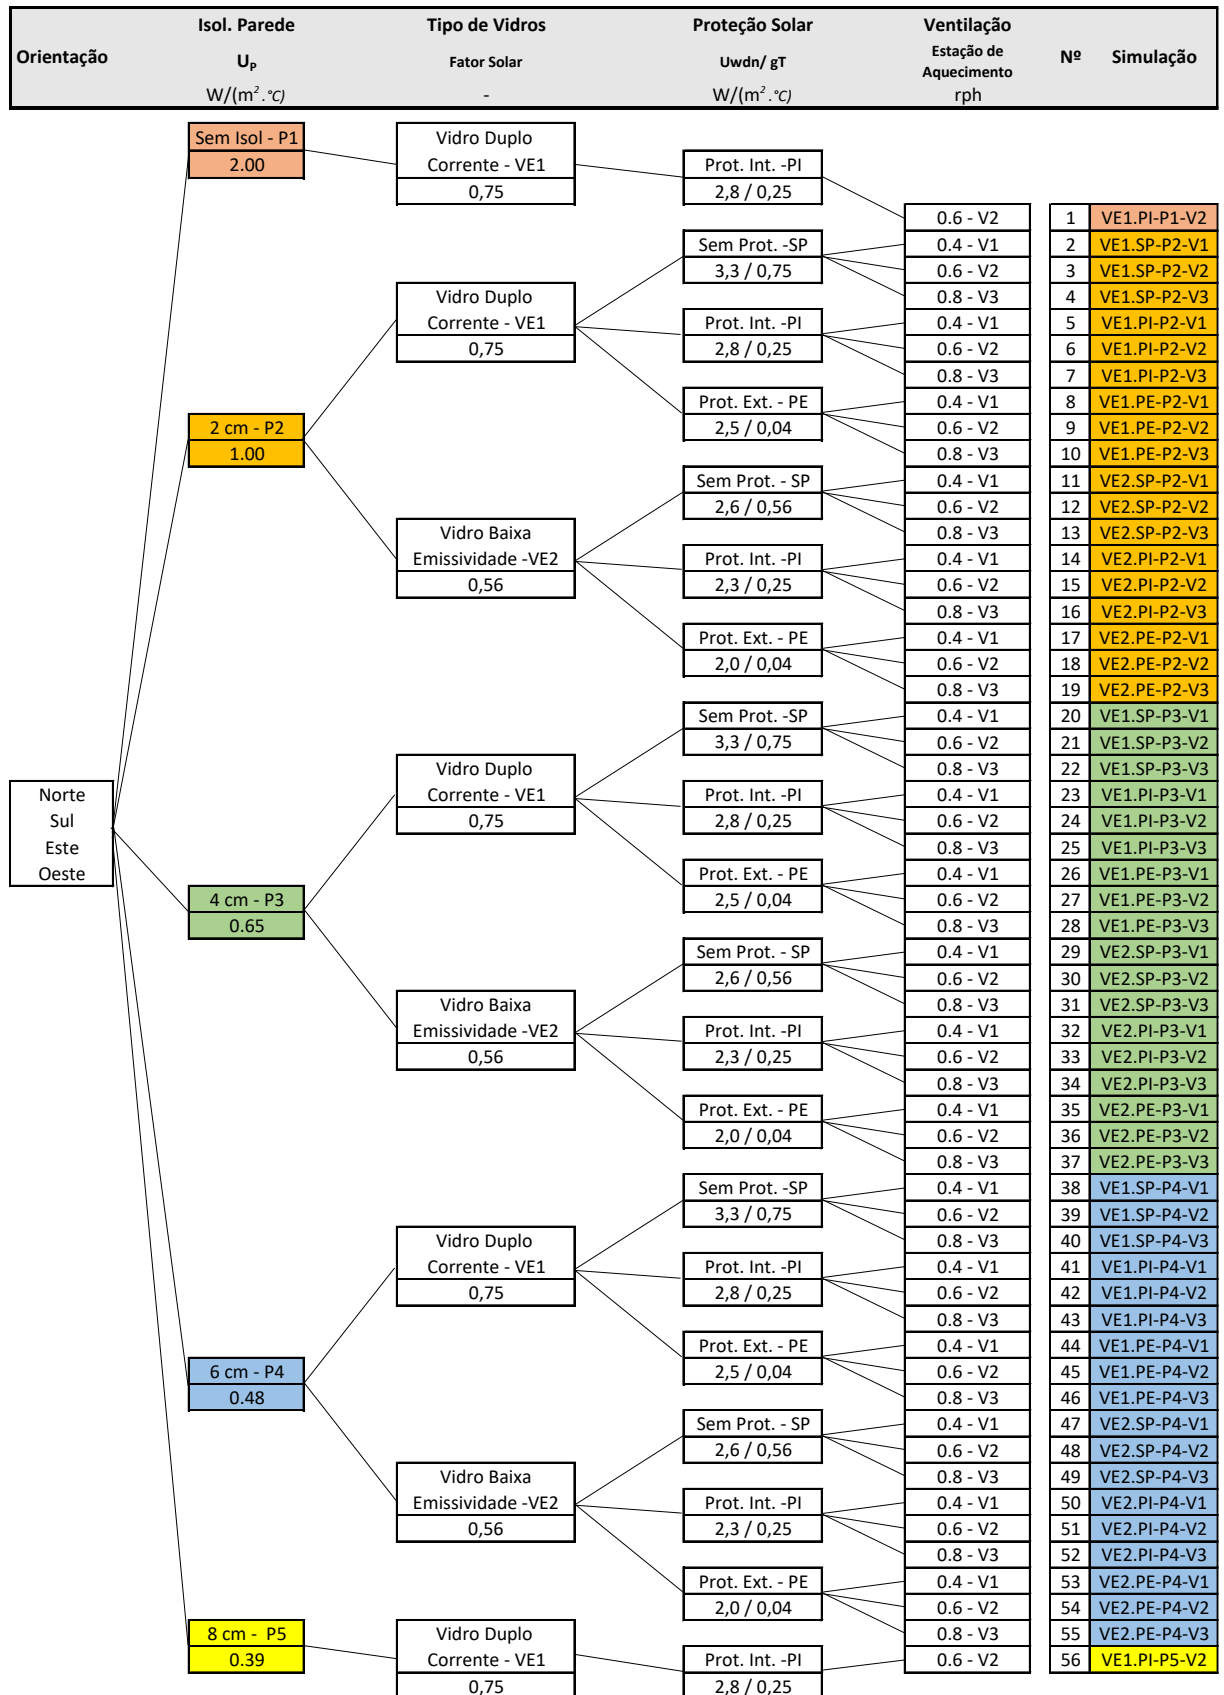 Orientação
Isol. Parede
U_P
W/(m² . °C)
Tipo de Vidros
Fator Solar
-
Proteção Solar
Uwdn/ gT
W/(m² . °C)
Ventilação
Estação de
Aquecimento
rph
Nº
Simulação
Norte
Sul
Este
Oeste
Sem Isol - P1
2.00
Vidro Duplo
Corrente - VE1
0,75
Prot. Int. -PI
2,8 / 0,25
0.6 - V2 1 VE1.PI-P1-V2
2 cm - P2
1.00
Vidro Duplo
Corrente - VE1
0,75
Sem Prot. -SP
3,3 / 0,75
0.4 - V1 2 VE1.SP-P2-V1
0.6 - V2 3 VE1.SP-P2-V2
0.8 - V3 4 VE1.SP-P2-V3
Prot. Int. -PI
2,8 / 0,25
0.4 - V1 5 VE1.PI-P2-V1
0.6 - V2 6 VE1.PI-P2-V2
0.8 - V3 7 VE1.PI-P2-V3
Prot. Ext. - PE
2,5 / 0,04
0.4 - V1 8 VE1.PE-P2-V1
0.6 - V2 9 VE1.PE-P2-V2
0.8 - V3 10 VE1.PE-P2-V3
Vidro Baixa
Emissividade -VE2
0,56
Sem Prot. - SP
2,6 / 0,56
0.4 - V1 11 VE2.SP-P2-V1
0.6 - V2 12 VE2.SP-P2-V2
0.8 - V3 13 VE2.SP-P2-V3
Prot. Int. -PI
2,3 / 0,25
0.4 - V1 14 VE2.PI-P2-V1
0.6 - V2 15 VE2.PI-P2-V2
0.8 - V3 16 VE2.PI-P2-V3
Prot. Ext. - PE
2,0 / 0,04
0.4 - V1 17 VE2.PE-P2-V1
0.6 - V2 18 VE2.PE-P2-V2
0.8 - V3 19 VE2.PE-P2-V3
4 cm - P3
0.65
Vidro Duplo
Corrente - VE1
0,75
Sem Prot. -SP
3,3 / 0,75
0.4 - V1 20 VE1.SP-P3-V1
0.6 - V2 21 VE1.SP-P3-V2
0.8 - V3 22 VE1.SP-P3-V3
Prot. Int. -PI
2,8 / 0,25
0.4 - V1 23 VE1.PI-P3-V1
0.6 - V2 24 VE1.PI-P3-V2
0.8 - V3 25 VE1.PI-P3-V3
Prot. Ext. - PE
2,5 / 0,04
0.4 - V1 26 VE1.PE-P3-V1
0.6 - V2 27 VE1.PE-P3-V2
0.8 - V3 28 VE1.PE-P3-V3
Vidro Baixa
Emissividade -VE2
0,56
Sem Prot. - SP
2,6 / 0,56
0.4 - V1 29 VE2.SP-P3-V1
0.6 - V2 30 VE2.SP-P3-V2
0.8 - V3 31 VE2.SP-P3-V3
Prot. Int. -PI
2,3 / 0,25
0.4 - V1 32 VE2.PI-P3-V1
0.6 - V2 33 VE2.PI-P3-V2
0.8 - V3 34 VE2.PI-P3-V3
Prot. Ext. - PE
2,0 / 0,04
0.4 - V1 35 VE2.PE-P3-V1
0.6 - V2 36 VE2.PE-P3-V2
0.8 - V3 37 VE2.PE-P3-V3
6 cm - P4
0.48
Vidro Duplo
Corrente - VE1
0,75
Sem Prot. -SP
3,3 / 0,75
0.4 - V1 38 VE1.SP-P4-V1
0.6 - V2 39 VE1.SP-P4-V2
0.8 - V3 40 VE1.SP-P4-V3
Prot. Int. -PI
2,8 / 0,25
0.4 - V1 41 VE1.PI-P4-V1
0.6 - V2 42 VE1.PI-P4-V2
0.8 - V3 43 VE1.PI-P4-V3
Prot. Ext. - PE
2,5 / 0,04
0.4 - V1 44 VE1.PE-P4-V1
0.6 - V2 45 VE1.PE-P4-V2
0.8 - V3 46 VE1.PE-P4-V3
Vidro Baixa
Emissividade -VE2
0,56
Sem Prot. - SP
2,6 / 0,56
0.4 - V1 47 VE2.SP-P4-V1
0.6 - V2 48 VE2.SP-P4-V2
0.8 - V3 49 VE2.SP-P4-V3
Prot. Int. -PI
2,3 / 0,25
0.4 - V1 50 VE2.PI-P4-V1
0.6 - V2 51 VE2.PI-P4-V2
0.8 - V3 52 VE2.PI-P4-V3
Prot. Ext. - PE
2,0 / 0,04
0.4 - V1 53 VE2.PE-P4-V1
0.6 - V2 54 VE2.PE-P4-V2
0.8 - V3 55 VE2.PE-P4-V3
8 cm - P5
0.39
Vidro Duplo
Corrente - VE1
0,75
Prot. Int. -PI
2,8 / 0,25
0.6 - V2 56 VE1.PI-P5-V2